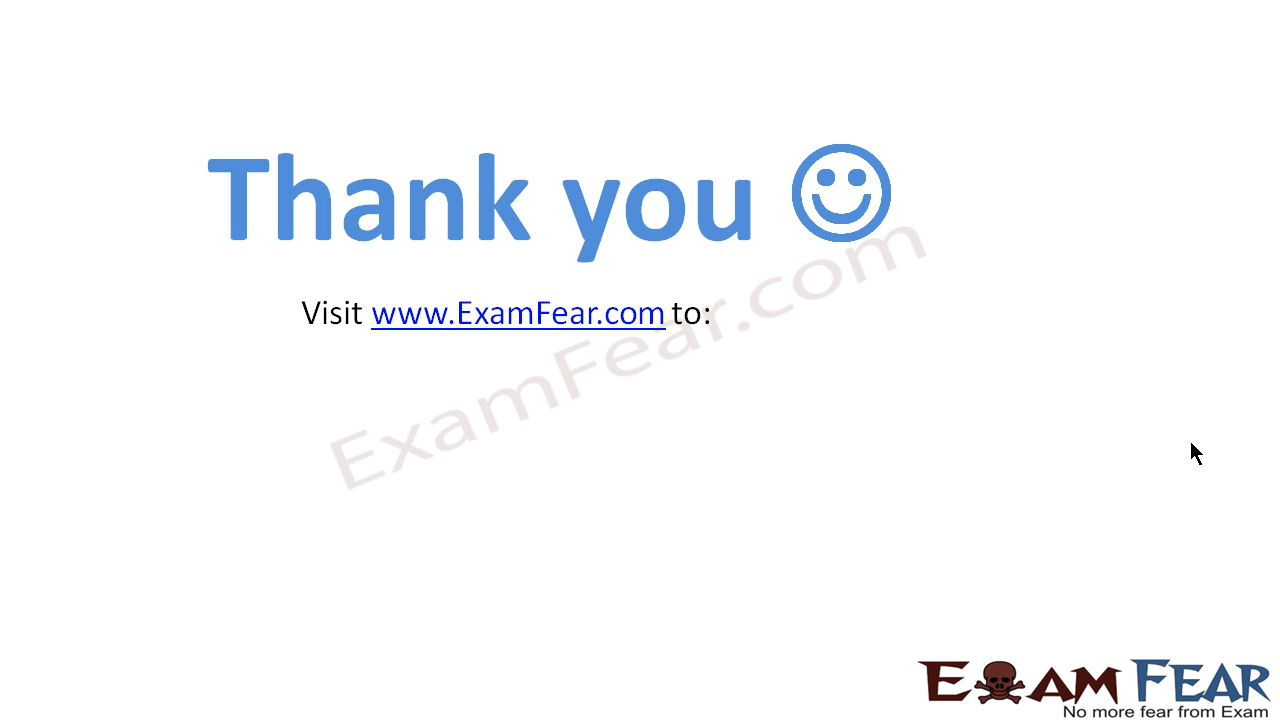 Thank you ☺
Visit www.ExamFear.com to:
ExamFear.com
EXAM FEAR
No more fear from Exam